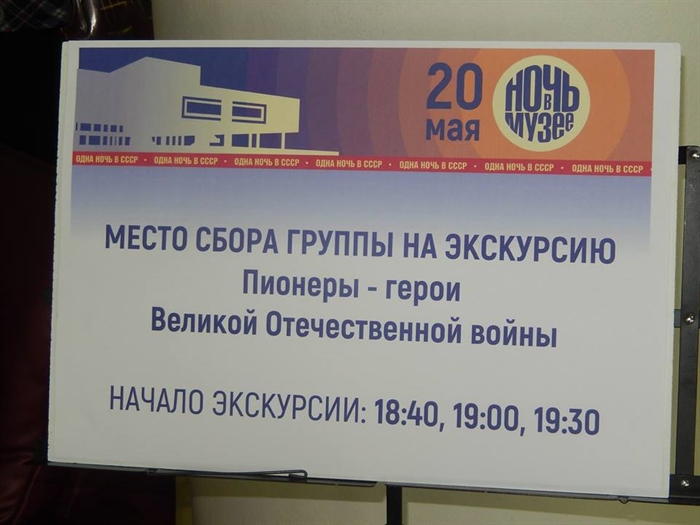 20
мая
НОЧЬ
В
МУЗЕе
ОДНА НОЧЬ В СССР • ОДНА НОЧЬ В СССР • ОДНА НОЧЬ В СССР • ОДНА НОЧЬ В СССР • ОДНА НОЧЬ В СССР • ОДНА НОЧЬ В СССР • ОДНА НОЧЬ В СССР
МЕСТО СБОРА ГРУППЫ НА ЭКСКУРСИЮ
Пионеры - герои
Великой Отечественной войны
НАЧАЛО ЭКСКУРСИИ: 18:40, 19:00, 19:30